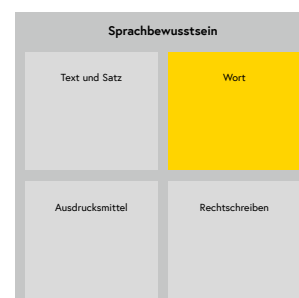 Sprachbewusstsein
Text und Satz
Wort
Ausdrucksmittel
Rechtschreiben